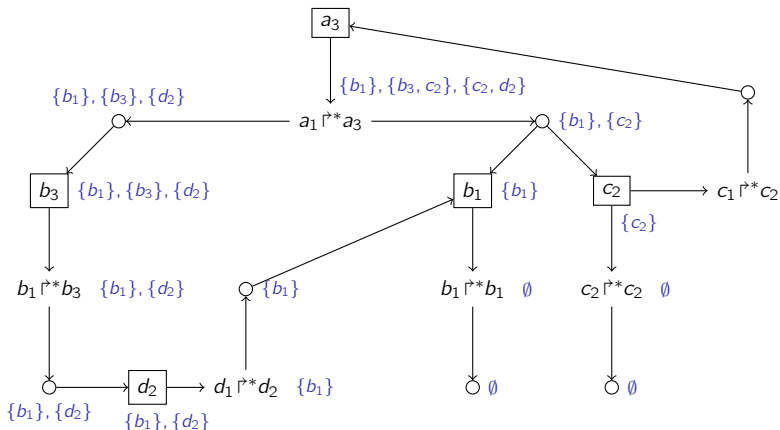 a₃
{b₁}, {b₃, c₂}, {c₂, d₂}
{b₁}, {b₃}, {d₂}
a₁ ↱* a₃
{b₁}, {c₂}
b₃ {b₁}, {b₃}, {d₂}
b₁ {b₁}
c₂
c₁ ↱* c₂
{c₂}
b₁ ↱* b₃ {b₁}, {d₂}
{b₁}
b₁ ↱* b₁ ∅
c₂ ↱* c₂ ∅
d₂
d₁ ↱* d₂ {b₁}
∅
∅
{b₁}, {d₂}
{b₁}, {d₂}